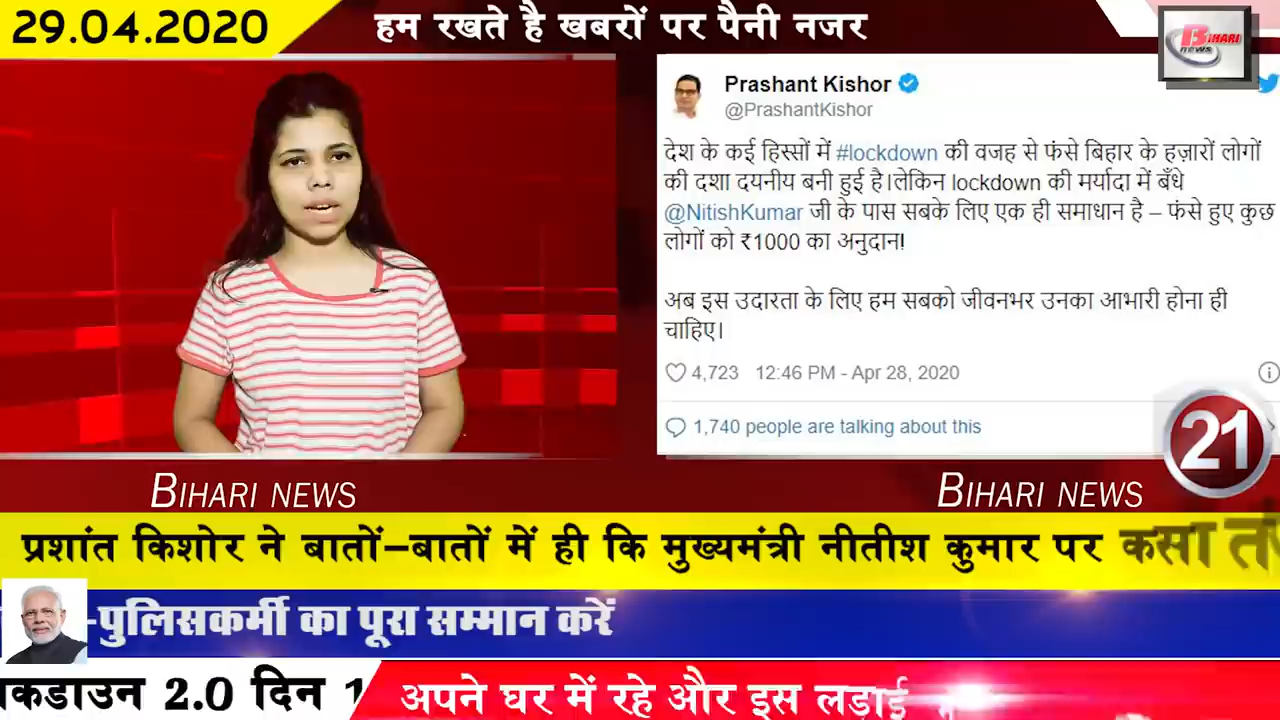 29.04.2020
हम रखते है खबरों पर पैनी नजर
BIHARI
news
Prashant Kishor
@PrashantKishor
देश के कई हिस्सों में #lockdown की वजह से फंसे बिहार के हज़ारों लोगों
की दशा दयनीय बनी हुई है।लेकिन lockdown की मर्यादा में बँधे
@NitishKumar जी के पास सबके लिए एक ही समाधान है – फंसे हुए कुछ
लोगों को ₹1000 का अनुदान!
अब इस उदारता के लिए हम सबको जीवनभर उनका आभारी होना ही
चाहिए।
4,723 12:46 PM - Apr 28, 2020
1,740 people are talking about this
21
BIHARI NEWS
BIHARI NEWS
प्रशांत किशोर ने बातों–बातों में ही कि मुख्यमंत्री नीतीश कुमार पर कसा
-पुलिसकर्मी का पूरा सम्मान करें
कडाउन 2.0 दिन 1
अपने घर में रहे और इस लड़ाई